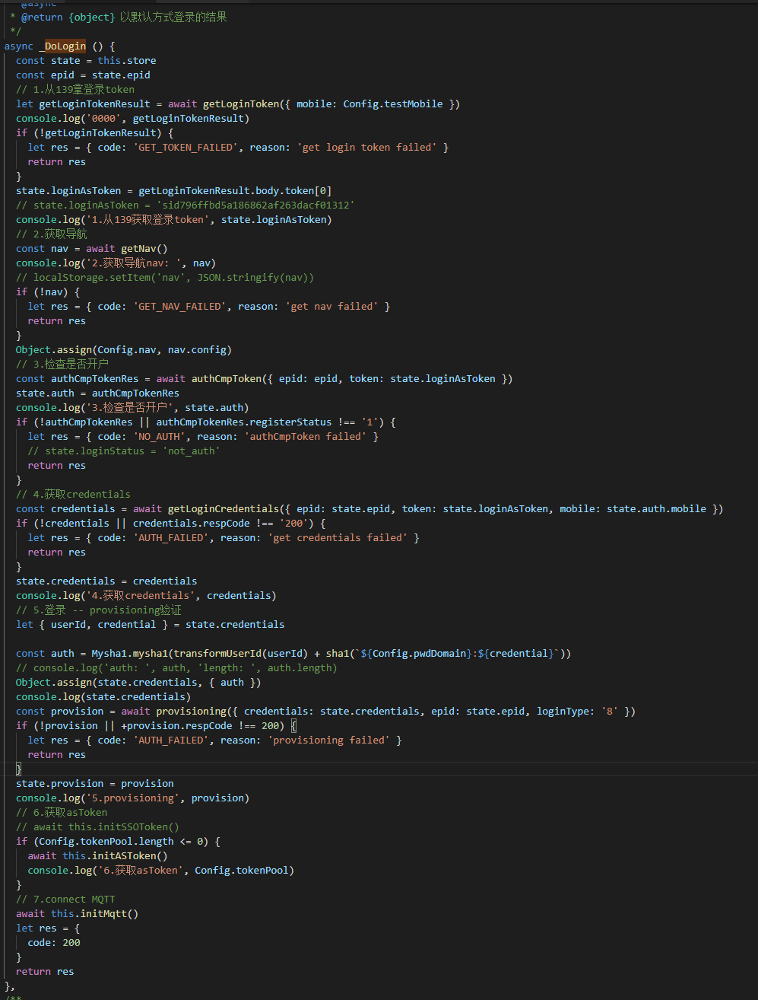 @async
* @return {object} 以默认方式登录的结果
*/
async _DoLogin () {
const state = this.store
const epid = state.epid
// 1.从139拿登录token
let getLoginTokenResult = await getLoginToken({ mobile: Config.testMobile })
console.log('0000', getLoginTokenResult)
if (!getLoginTokenResult) {
let res = { code: 'GET_TOKEN_FAILED', reason: 'get login token failed' }
return res
}
state.loginAsToken = getLoginTokenResult.body.token[0]
// state.loginAsToken = 'sid796ffbd5a186862af263dacf01312'
console.log('1.从139获取登录token', state.loginAsToken)
// 2.获取导航
const nav = await getNav()
console.log('2.获取导航nav: ', nav)
// localStorage.setItem('nav', JSON.stringify(nav))
if (!nav) {
let res = { code: 'GET_NAV_FAILED', reason: 'get nav failed' }
return res
}
Object.assign(Config.nav, nav.config)
// 3.检查是否开户
const authCmpTokenRes = await authCmpToken({ epid: epid, token: state.loginAsToken })
state.auth = authCmpTokenRes
console.log('3.检查是否开户', state.auth)
if (!authCmpTokenRes || authCmpTokenRes.registerStatus !== '1') {
let res = { code: 'NO_AUTH', reason: 'authCmpToken failed' }
// state.loginStatus = 'not_auth'
return res
}
// 4.获取credentials
const credentials = await getLoginCredentials({ epid: state.epid, token: state.loginAsToken, mobile: state.auth.mobile })
if (!credentials || credentials.respCode !== '200') {
let res = { code: 'AUTH_FAILED', reason: 'get credentials failed' }
return res
}
state.credentials = credentials
console.log('4.获取credentials', credentials)
// 5.登录 -- provisioning验证
let { userId, credential } = state.credentials
const auth = Mysha1.mysha1(transformUserId(userId) + sha1(`${Config.pwdDomain}:${credential}`))
// console.log('auth: ', auth, 'length: ', auth.length)
Object.assign(state.credentials, { auth })
console.log(state.credentials)
const provision = await provisioning({ credentials: state.credentials, epid: state.epid, loginType: '8' })
if (!provision || +provision.respCode !== 200) {
let res = { code: 'AUTH_FAILED', reason: 'provisioning failed' }
return res
}
state.provision = provision
console.log('5.provisioning', provision)
// 6.获取asToken
// await this.initSSOToken()
if (Config.tokenPool.length <= 0) {
await this.initASToken()
console.log('6.获取asToken', Config.tokenPool)
}
// 7.connect MQTT
await this.initMqtt()
let res = {
code: 200
}
return res
},
/**